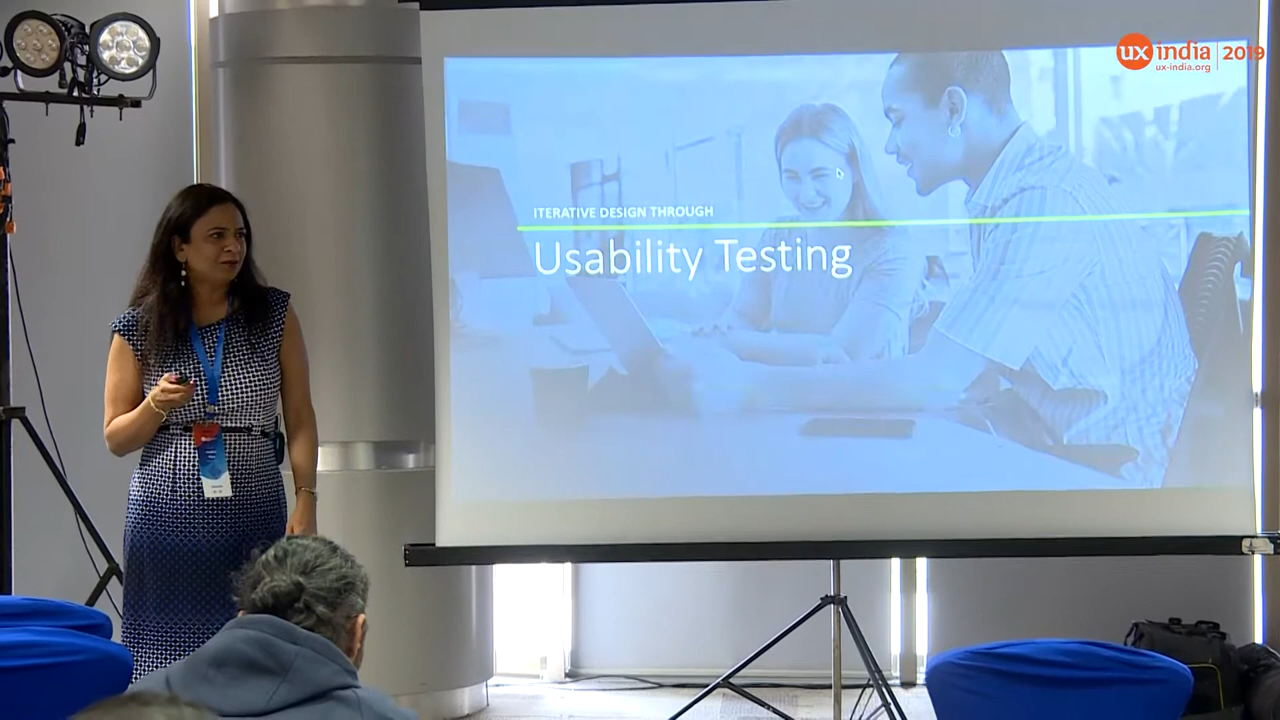 ux india 2019
ux-india.org
ITERATIVE DESIGN THROUGH
Usability Testing